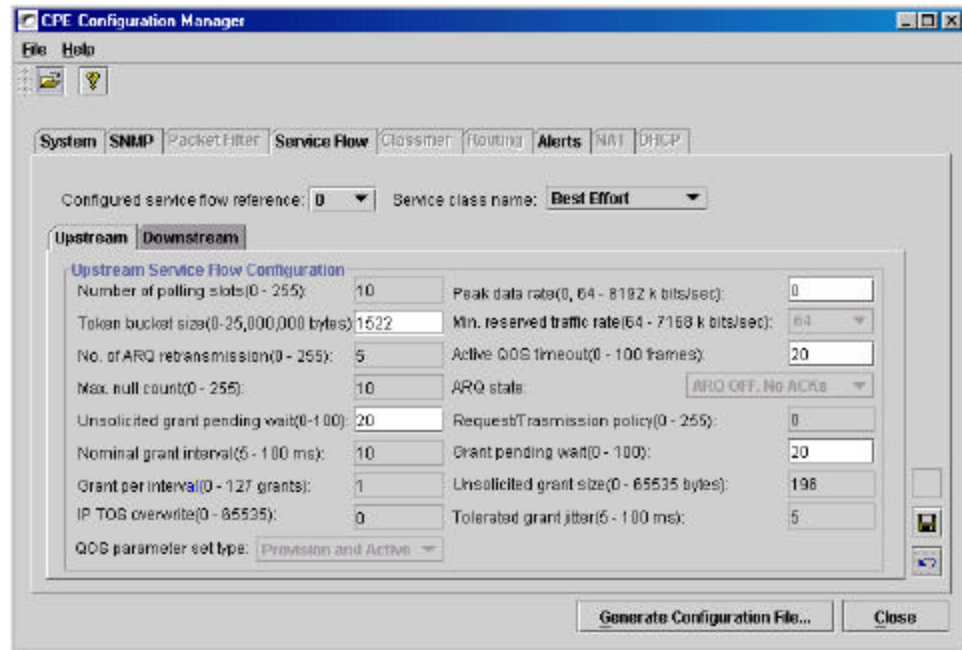 CPE Configuration Manager
File Help
System SNMP Packet Filter Service Flow Classifier Routing Alerts NAT DHCP
Configured service flow reference: 0 Service class name: Best Effort
Upstream Downstream
Upstream Service Flow Configuration
Number of polling slots(0 - 255): 10 Peak data rate(0, 64 - 8192 k bits/sec): 0
Token bucket size(0-25,000,000 bytes) 1522 Min. reserved traffic rate(64 - 7168 k bits/sec): 64
No. of ARQ retransmission(0 - 255): 5 Active QOS timeout(0 - 100 frames): 20
Max. null count(0 - 255): 10 ARQ state: ARQ OFF, No ACKs
Unsolicited grant pending wait(0-100): 20 Request/Trasmission policy(0 - 255): 0
Nominal grant interval(5 - 100 ms): 10 Grant pending wait(0 - 100): 20
Grant per interval(0 - 127 grants): 1 Unsolicited grant size(0 - 65535 bytes): 198
IP TOS overwrite(0 - 65535): 0 Tolerated grant jitter(5 - 100 ms): 5
QOS parameter set type: Provision and Active
Generate Configuration File... Close